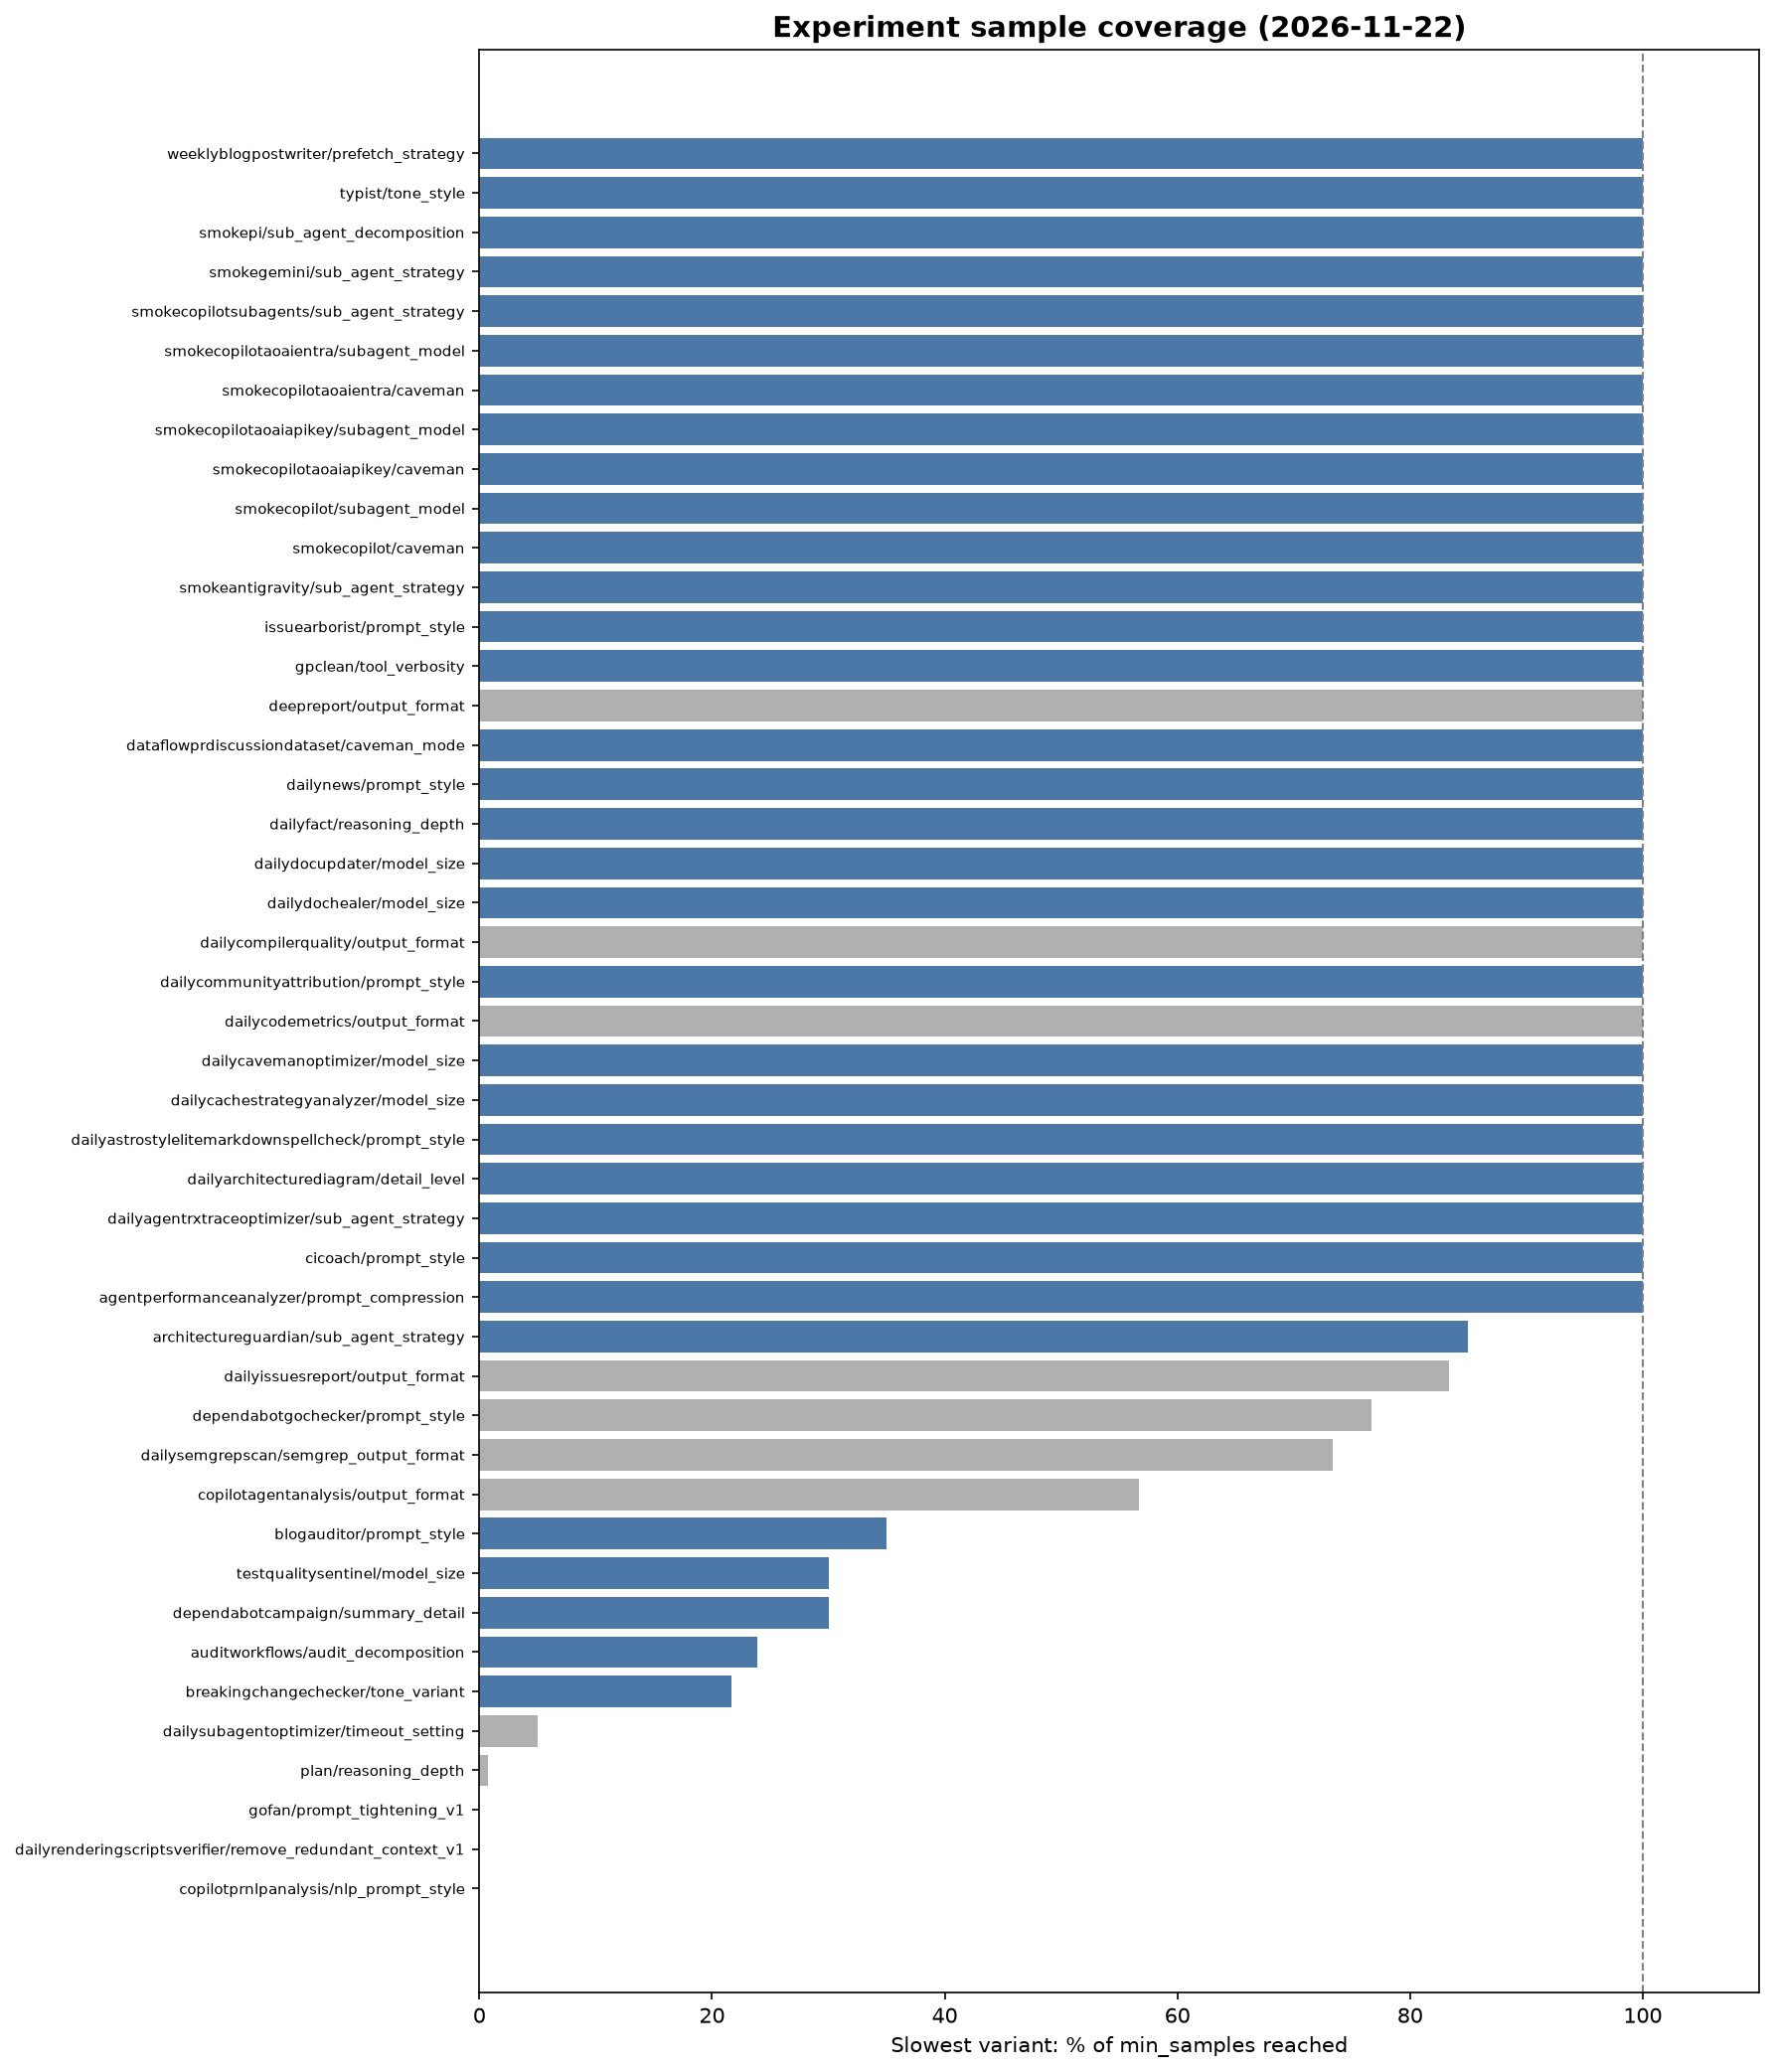 Experiment sample coverage (2026-11-22)
weeklyblogpostwriter/prefetch_strategy
typist/tone_style
smokepi/sub_agent_decomposition
smokegemini/sub_agent_strategy
smokecopilotsubagents/sub_agent_strategy
smokecopilotaoaientra/subagent_model
smokecopilotaoaientra/caveman
smokecopilotaoaiapikey/subagent_model
smokecopilotaoaiapikey/caveman
smokecopilot/subagent_model
smokecopilot/caveman
smokeantigravity/sub_agent_strategy
issuearborist/prompt_style
gpclean/tool_verbosity
deepreport/output_format
dataflowprdiscussiondataset/caveman_mode
dailynews/prompt_style
dailyfact/reasoning_depth
dailydocupdater/model_size
dailydochealer/model_size
dailycompilerquality/output_format
dailycommunityattribution/prompt_style
dailycodemetrics/output_format
dailycavemanoptimizer/model_size
dailycachestrategyanalyzer/model_size
dailyastrostylelitemarkdownspellcheck/prompt_style
dailyarchitecturediagram/detail_level
dailyagentrxtraceoptimizer/sub_agent_strategy
cicoach/prompt_style
agentperformanceanalyzer/prompt_compression
architectureguardian/sub_agent_strategy
dailyissuesreport/output_format
dependabotgochecker/prompt_style
dailysemgrepscan/semgrep_output_format
copilotagentanalysis/output_format
blogauditor/prompt_style
testqualitysentinel/model_size
dependabotcampaign/summary_detail
auditworkflows/audit_decomposition
breakingchangechecker/tone_variant
dailysubagentoptimizer/timeout_setting
plan/reasoning_depth
gofan/prompt_tightening_v1
dailyrenderingscriptsverifier/remove_redundant_context_v1
copilotprnlpanalysis/nlp_prompt_style
0 20 40 60 80 100
Slowest variant: % of min_samples reached